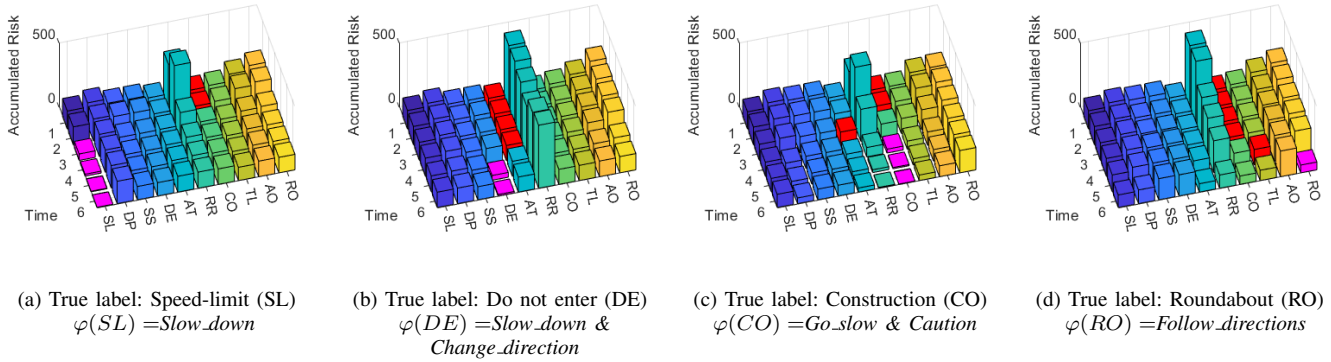 500
0
Accumulated Risk
1
2
3
4
5
6
Time
SL
DP
SS
DE
AT
RR
CO
TL
AO
RO
(a) True label: Speed-limit (SL)
φ(SL) =Slow_down
500
0
Accumulated Risk
1
2
3
4
5
6
Time
SL
DP
SS
DE
AT
RR
CO
TL
AO
RO
(b) True label: Do not enter (DE)
φ(DE) =Slow_down &
Change_direction
500
0
Accumulated Risk
1
2
3
4
5
6
Time
SL
DP
SS
DE
AT
RR
CO
TL
AO
RO
(c) True label: Construction (CO)
φ(CO) =Go_slow & Caution
500
0
Accumulated Risk
1
2
3
4
5
6
Time
SL
DP
SS
DE
AT
RR
CO
TL
AO
RO
(d) True label: Roundabout (RO)
φ(RO) =Follow_directions